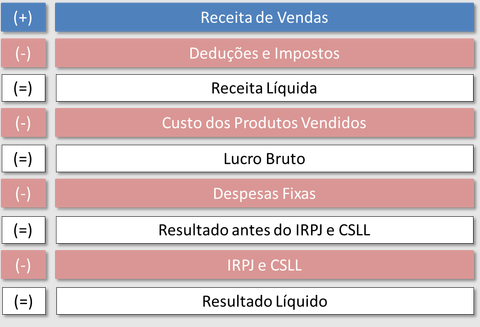 (+) Receita de Vendas
(-) Deduções e Impostos
(=) Receita Líquida
(-) Custo dos Produtos Vendidos
(=) Lucro Bruto
(-) Despesas Fixas
(=) Resultado antes do IRPJ e CSLL
(-) IRPJ e CSLL
(=) Resultado Líquido